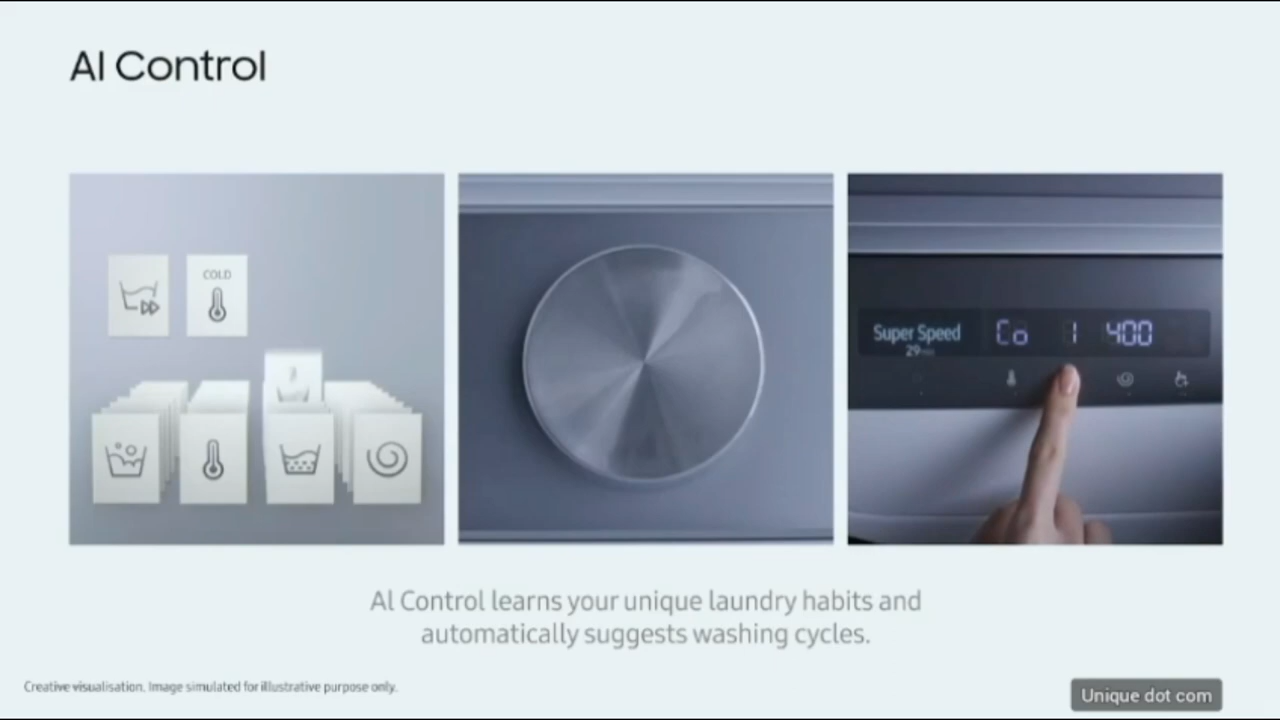 AI Control
COLD
Super Speed
29min
Co 1 400
AI Control learns your unique laundry habits and
automatically suggests washing cycles.
Creative visualisation. Image simulated for illustrative purpose only.
Unique dot com